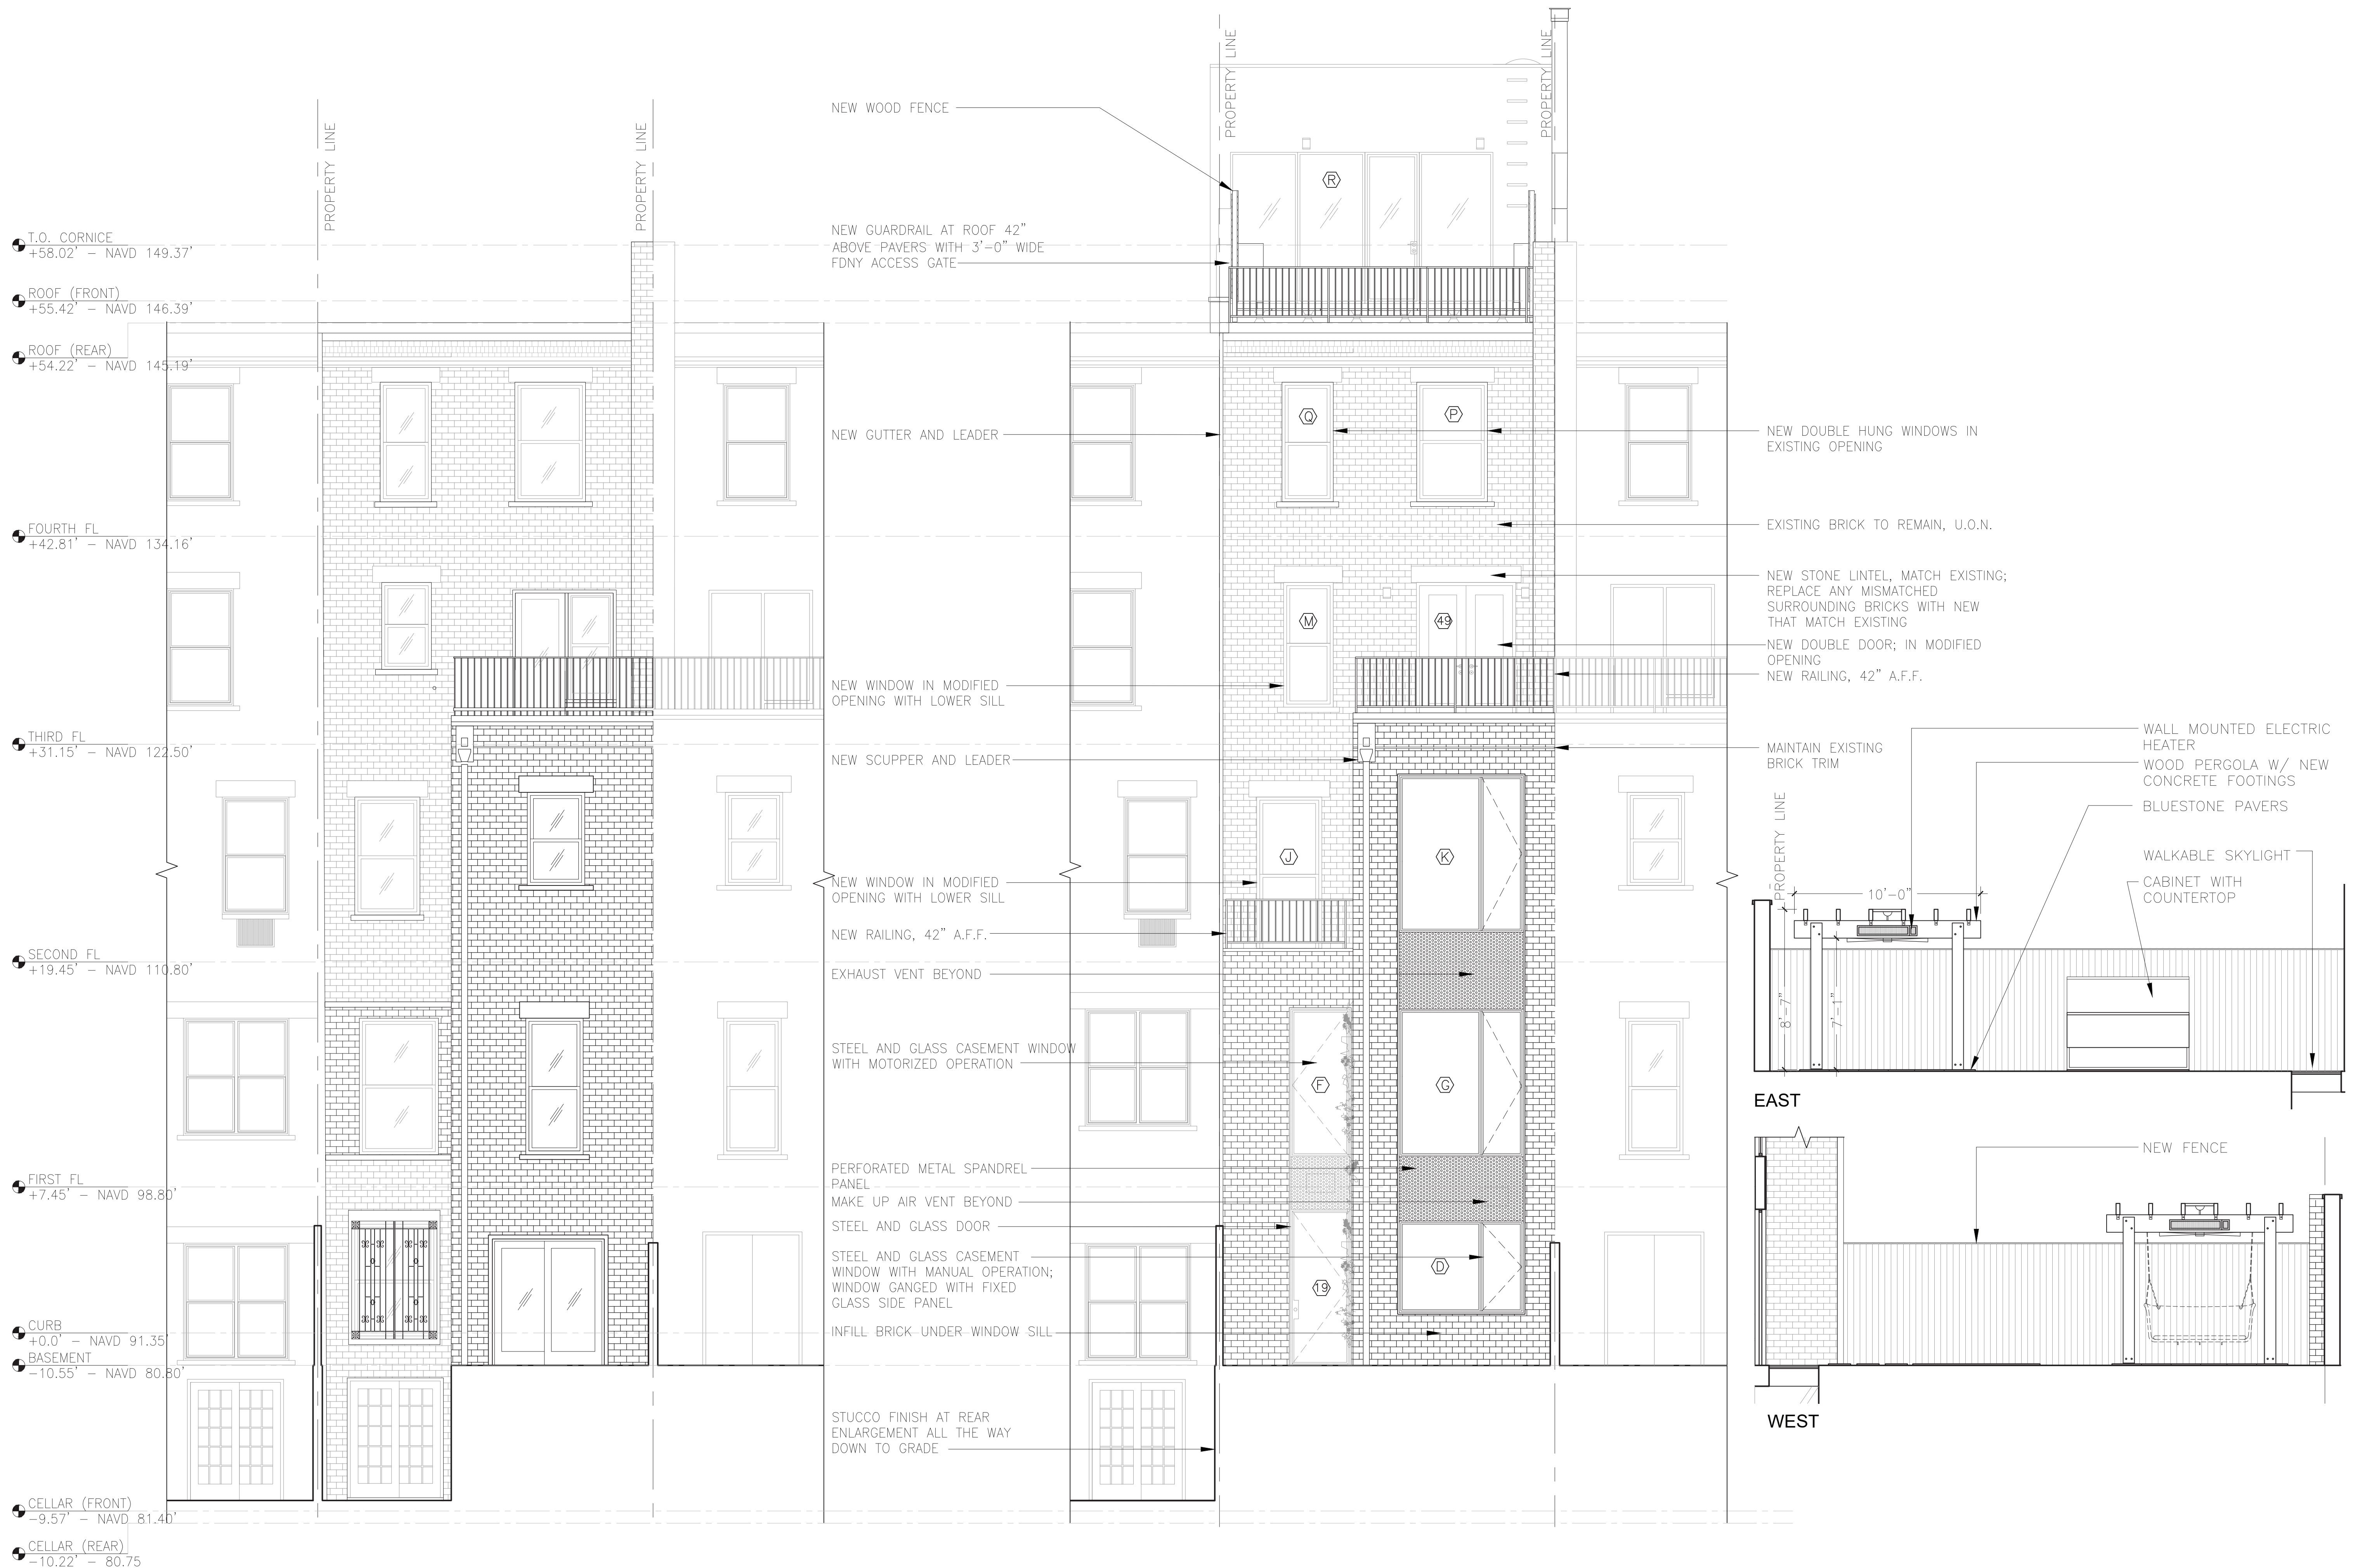 PROPERTY LINE
PROPERTY LINE
T.O. CORNICE
+58.02' – NAVD 149.37'
ROOF (FRONT)
+55.42' – NAVD 146.39'
ROOF (REAR)
+54.22' – NAVD 145.19'
FOURTH FL
+42.81' – NAVD 134.16'
THIRD FL
+31.15' – NAVD 122.50'
SECOND FL
+19.45' – NAVD 110.80'
FIRST FL
+7.45' – NAVD 98.80'
CURB
+0.0' – NAVD 91.35'
BASEMENT
-10.55' – NAVD 80.80'
CELLAR (FRONT)
-9.57' – NAVD 81.40'
CELLAR (REAR)
-10.22' – 80.75
NEW WOOD FENCE
NEW GUARDRAIL AT ROOF 42"
ABOVE PAVERS WITH 3'-0" WIDE
FDNY ACCESS GATE
NEW GUTTER AND LEADER
NEW WINDOW IN MODIFIED
OPENING WITH LOWER SILL
NEW SCUPPER AND LEADER
NEW WINDOW IN MODIFIED
OPENING WITH LOWER SILL
NEW RAILING, 42" A.F.F.
EXHAUST VENT BEYOND
STEEL AND GLASS CASEMENT WINDOW
WITH MOTORIZED OPERATION
PERFORATED METAL SPANDREL
PANEL
MAKE UP AIR VENT BEYOND
STEEL AND GLASS DOOR
STEEL AND GLASS CASEMENT
WINDOW WITH MANUAL OPERATION;
WINDOW GANGED WITH FIXED
GLASS SIDE PANEL
INFILL BRICK UNDER WINDOW SILL
STUCCO FINISH AT REAR
ENLARGEMENT ALL THE WAY
DOWN TO GRADE
PROPERTY LINE
PROPERTY LINE
R
Q
P
M
49
J
K
F
G
D
19
NEW DOUBLE HUNG WINDOWS IN
EXISTING OPENING
EXISTING BRICK TO REMAIN, U.O.N.
NEW STONE LINTEL, MATCH EXISTING;
REPLACE ANY MISMATCHED
SURROUNDING BRICKS WITH NEW
THAT MATCH EXISTING
NEW DOUBLE DOOR; IN MODIFIED
OPENING
NEW RAILING, 42" A.F.F.
MAINTAIN EXISTING
BRICK TRIM
WALL MOUNTED ELECTRIC
HEATER
WOOD PERGOLA W/ NEW
CONCRETE FOOTINGS
BLUESTONE PAVERS
WALKABLE SKYLIGHT
CABINET WITH
COUNTERTOP
PROPERTY LINE
10'-0"
8'-7"
7'-1"
EAST
NEW FENCE
WEST